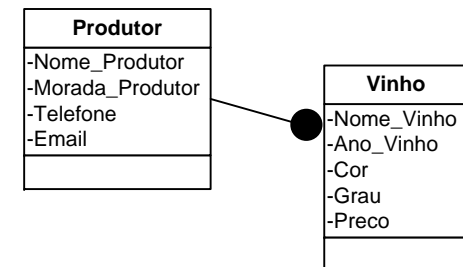 Produtor
-Nome_Produtor
-Morada_Produtor
-Telefone
-Email
Vinho
-Nome_Vinho
-Ano_Vinho
-Cor
-Grau
-Preco